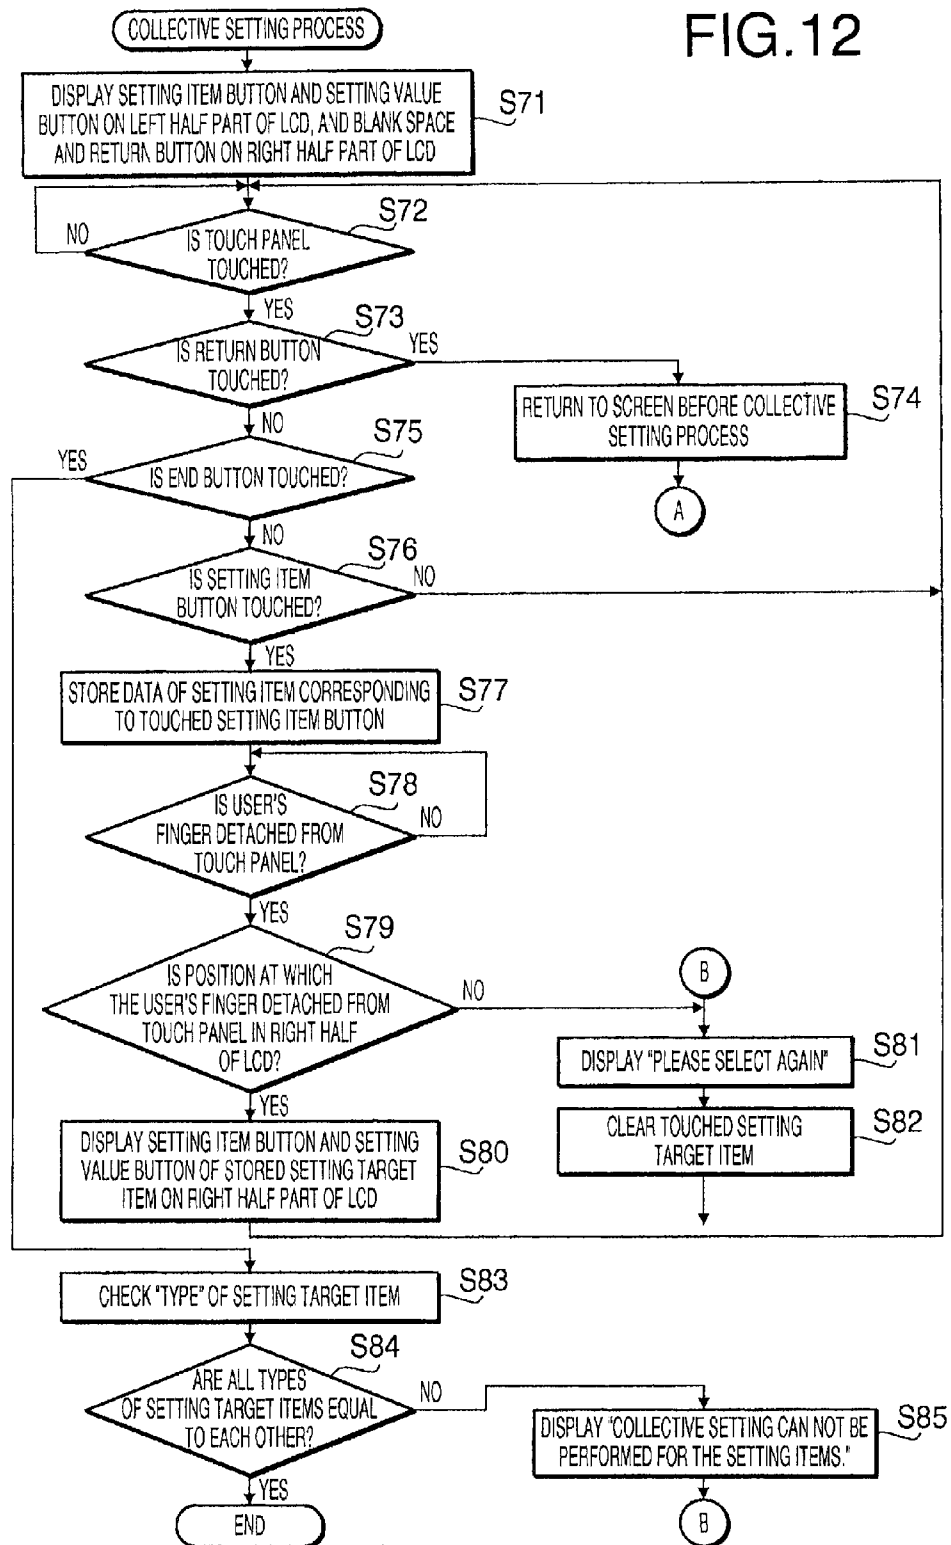 FIG.12
COLLECTIVE SETTING PROCESS
DISPLAY SETTING ITEM BUTTON AND SETTING VALUE
BUTTON ON LEFT HALF PART OF LCD, AND BLANK SPACE
AND RETURN BUTTON ON RIGHT HALF PART OF LCD
S71
S72
NO
IS TOUCH PANEL
TOUCHED?
YES
S73
IS RETURN BUTTON
TOUCHED?
YES
RETURN TO SCREEN BEFORE COLLECTIVE
SETTING PROCESS
S74
A
NO
S75
YES
IS END BUTTON TOUCHED?
NO
S76
IS SETTING ITEM
BUTTON TOUCHED?
NO
YES
STORE DATA OF SETTING ITEM CORRESPONDING
TO TOUCHED SETTING ITEM BUTTON
S77
S78
IS USER'S
FINGER DETACHED FROM
TOUCH PANEL?
NO
YES
S79
IS POSITION AT WHICH
THE USER'S FINGER DETACHED FROM
TOUCH PANEL IN RIGHT HALF
OF LCD?
NO
B
DISPLAY "PLEASE SELECT AGAIN"
S81
CLEAR TOUCHED SETTING
TARGET ITEM
S82
YES
DISPLAY SETTING ITEM BUTTON AND SETTING
VALUE BUTTON OF STORED SETTING TARGET
ITEM ON RIGHT HALF PART OF LCD
S80
CHECK "TYPE" OF SETTING TARGET ITEM
S83
S84
ARE ALL TYPES
OF SETTING TARGET ITEMS EQUAL
TO EACH OTHER?
NO
DISPLAY "COLLECTIVE SETTING CAN NOT BE
PERFORMED FOR THE SETTING ITEMS."
S85
B
YES
END